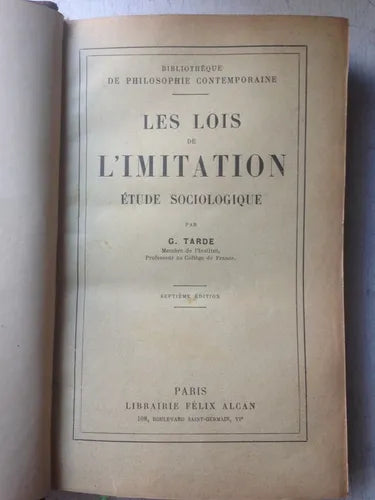 BIBLIOTHÈQUE
DE PHILOSOPHIE CONTEMPORAINE
LES LOIS
DE
L'IMITATION
ÉTUDE SOCIOLOGIQUE
PAR
G. TARDE
Membre de l'Institut,
Professeur au Collège de France.
SEPTIÈME ÉDITION
PARIS
LIBRAIRIE FÉLIX ALCAN
108, BOULEVARD SAINT-GERMAIN, VIᵉ